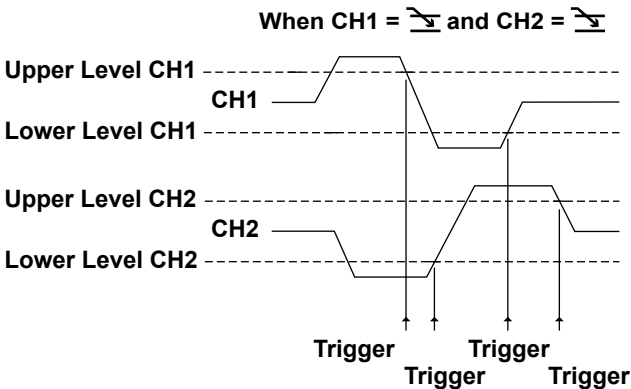 When CH1 = and CH2 =
Upper Level CH1
CH1
Lower Level CH1
Upper Level CH2
CH2
Lower Level CH2
Trigger Trigger
Trigger Trigger